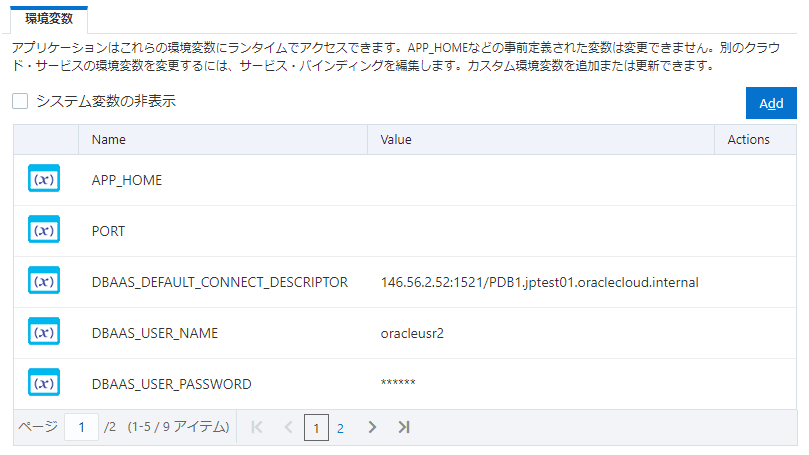 環境変数
アプリケーションはこれらの環境変数にランタイムでアクセスできます。APP_HOMEなどの事前定義された変数は変更できません。別のクラウ
ド・サービスの環境変数を変更するには、サービス・バインディングを編集します。カスタム環境変数を追加または更新できます。
システム変数の非表示
Add
Name Value Actions
(x) APP_HOME
(x) PORT
(x) DBAAS_DEFAULT_CONNECT_DESCRIPTOR 146.56.2.52:1521/PDB1.jptest01.oraclecloud.internal
(x) DBAAS_USER_NAME oracleusr2
(x) DBAAS_USER_PASSWORD ******
ページ 1 /2 (1-5 / 9 アイテム) 1 2